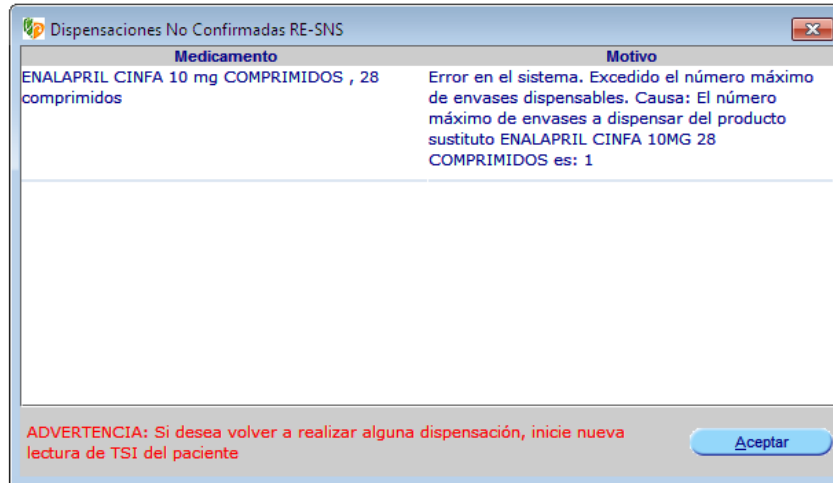 Dispensaciones No Confirmadas RE-SNS
Medicamento Motivo
ENALAPRIL CINFA 10 mg COMPRIMIDOS , 28
comprimidos
Error en el sistema. Excedido el número máximo
de envases dispensables. Causa: El número
máximo de envases a dispensar del producto
sustituto ENALAPRIL CINFA 10MG 28
COMPRIMIDOS es: 1
ADVERTENCIA: Si desea volver a realizar alguna dispensación, inicie nueva
lectura de TSI del paciente
Aceptar